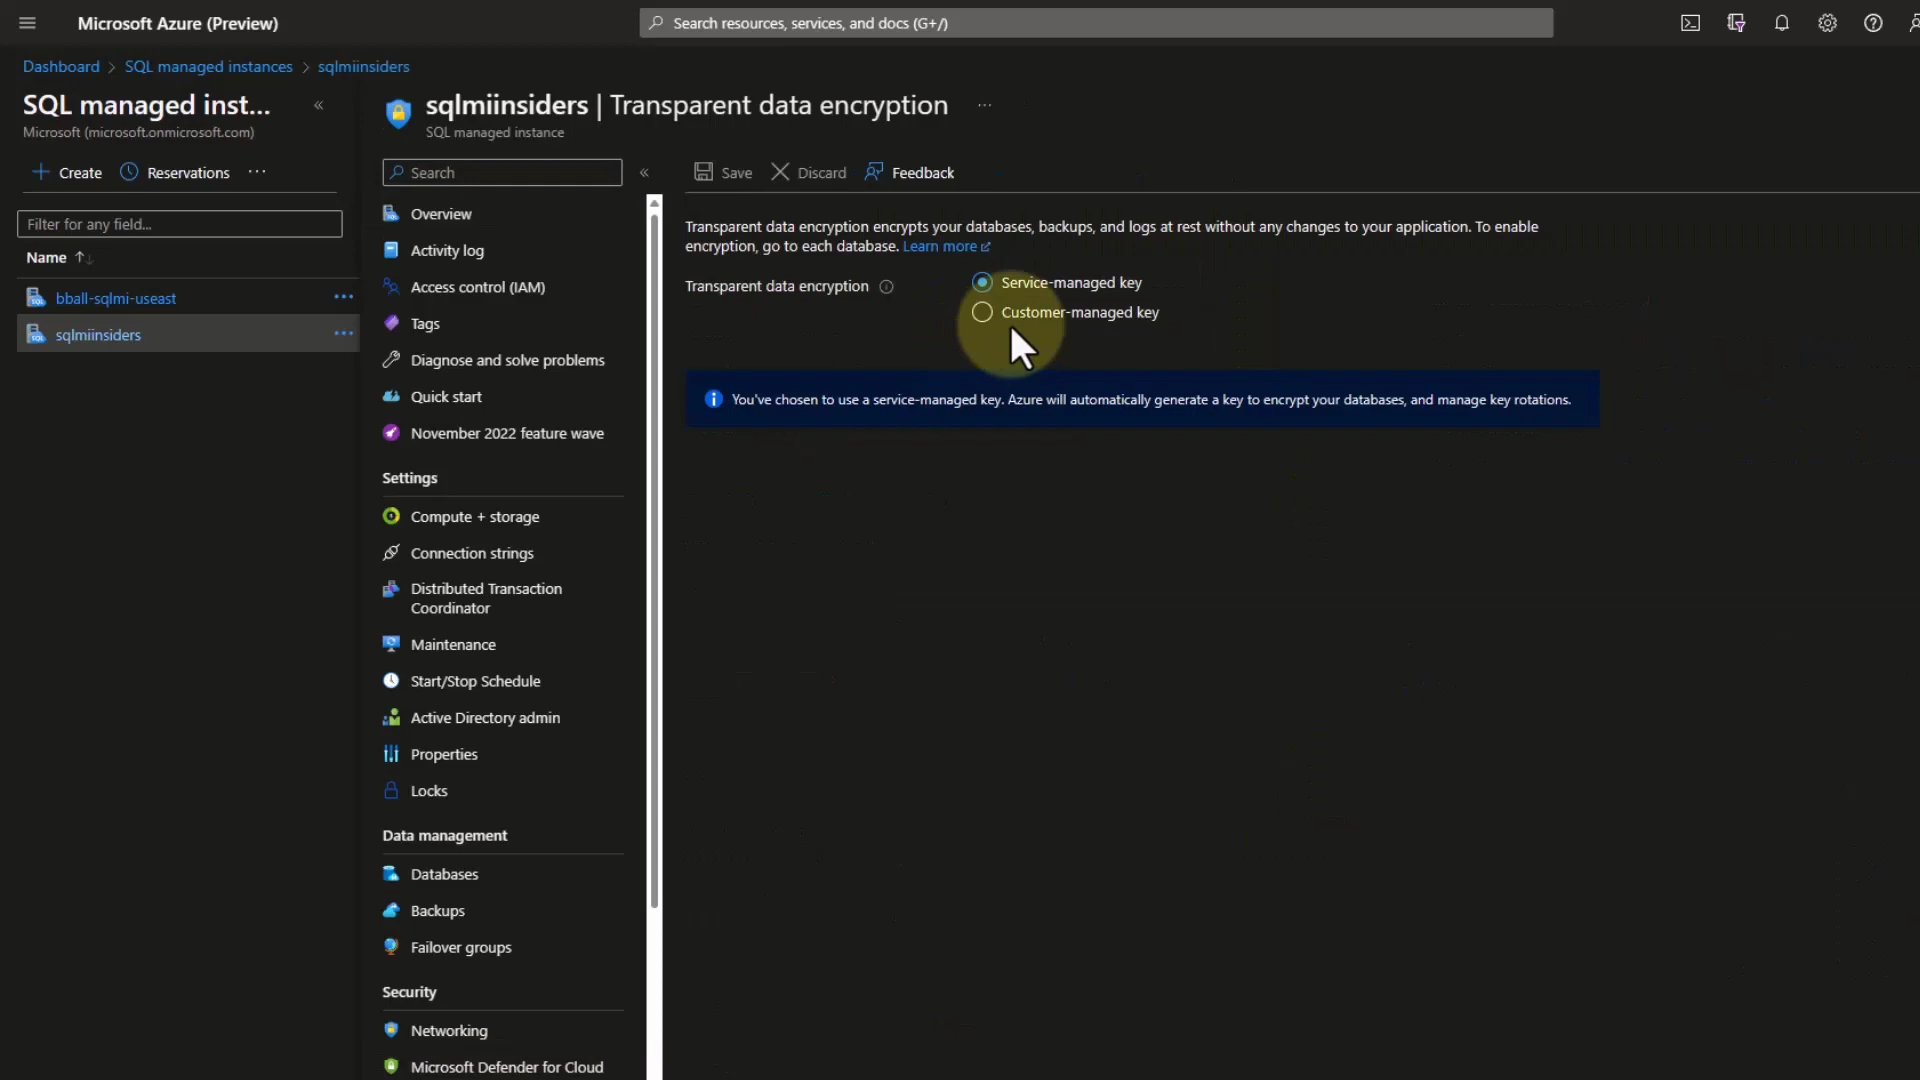 Microsoft Azure (Preview)
Search resources, services, and docs (G+/)
Dashboard > SQL managed instances > sqlmiinsiders
SQL managed inst...
Microsoft (microsoft.onmicrosoft.com)
Create
Reservations
Filter for any field...
Name
bball-sqlmi-useast
sqlmiinsiders
sqlmiinsiders | Transparent data encryption
SQL managed instance
Search
Overview
Activity log
Access control (IAM)
Tags
Diagnose and solve problems
Quick start
November 2022 feature wave
Settings
Compute + storage
Connection strings
Distributed Transaction
Coordinator
Maintenance
Start/Stop Schedule
Active Directory admin
Properties
Locks
Data management
Databases
Backups
Failover groups
Security
Networking
Microsoft Defender for Cloud
Save
Discard
Feedback
Transparent data encryption encrypts your databases, backups, and logs at rest without any changes to your application. To enable
encryption, go to each database. Learn more
Transparent data encryption
Service-managed key
Customer-managed key
You've chosen to use a service-managed key. Azure will automatically generate a key to encrypt your databases, and manage key rotations.